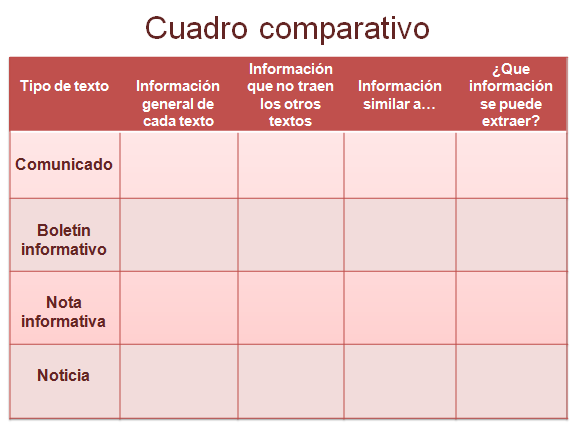 Cuadro comparativo
Tipo de texto
Información
general de
cada texto
Información
que no traen
los otros
textos
Información
similar a...
¿Que
información
se puede
extraer?
Comunicado
Boletín
informativo
Nota
informativa
Noticia